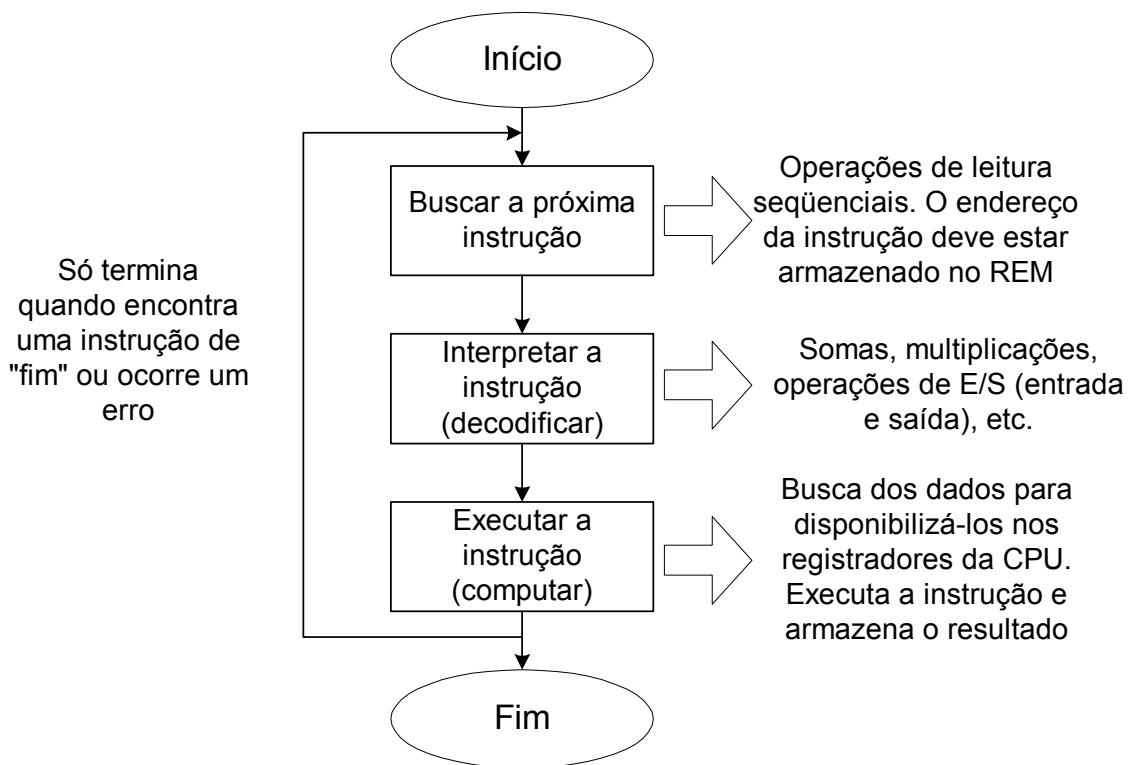 Início
Buscar a próxima
instrução
Operações de leitura
seqüenciais. O endereço
da instrução deve estar
armazenado no REM
Só termina
quando encontra
uma instrução de
"fim" ou ocorre um
erro
Interpretar a
instrução
(decodificar)
Somas, multiplicações,
operações de E/S (entrada
e saída), etc.
Executar a
instrução
(computar)
Busca dos dados para
disponibilizá-los nos
registradores da CPU.
Executa a instrução e
armazena o resultado
Fim